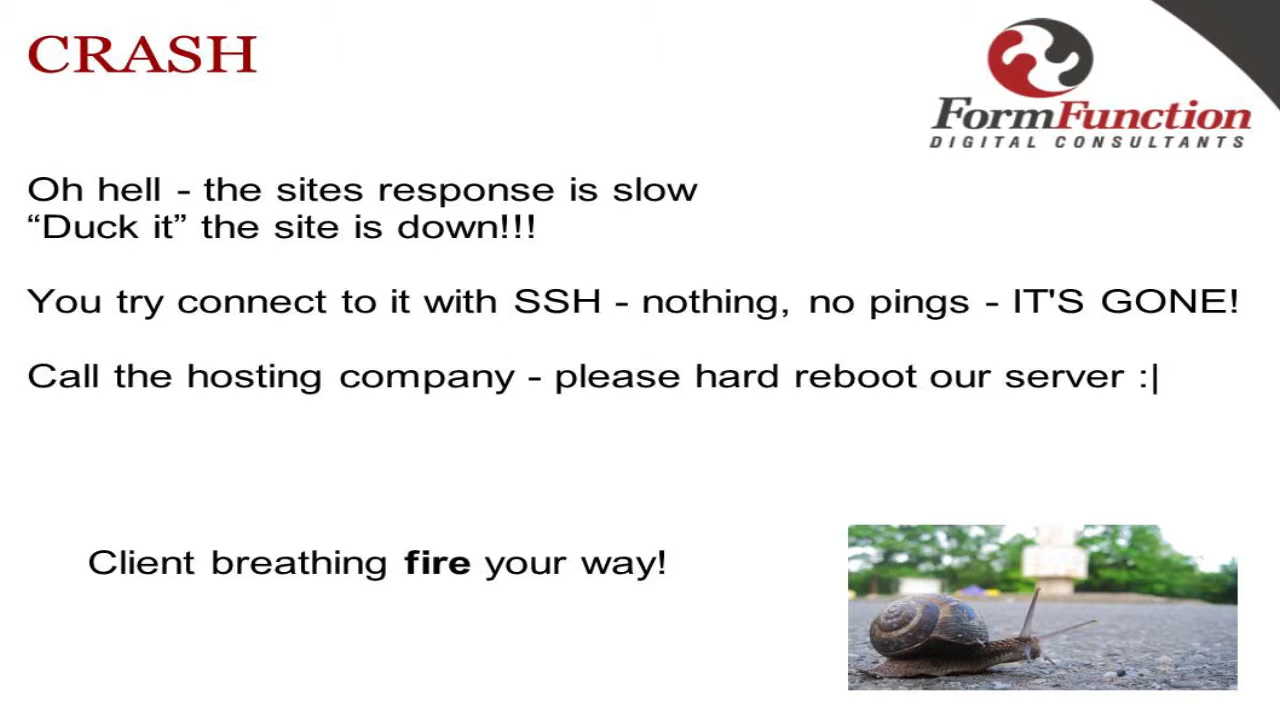 CRASH
FormFunction
DIGITAL CONSULTANTS
Oh hell - the sites response is slow
“Duck it” the site is down!!!
You try connect to it with SSH - nothing, no pings - IT'S GONE!
Call the hosting company - please hard reboot our server :|
Client breathing fire your way!